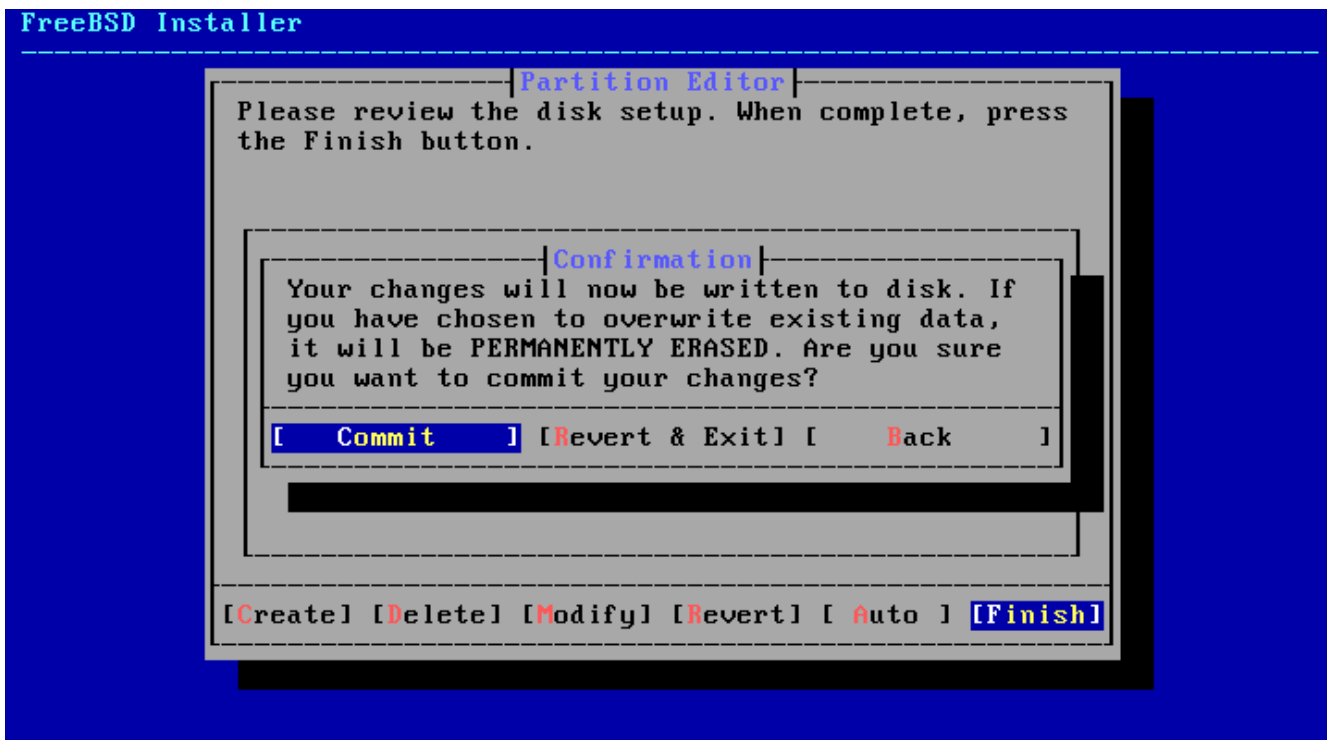 FreeBSD Installer
Partition Editor
Please review the disk setup. When complete, press
the Finish button.
Confirmation
Your changes will now be written to disk. If
you have chosen to overwrite existing data,
it will be PERMANENTLY ERASED. Are you sure
you want to commit your changes?
[ Commit ] [Revert & Exit] [ Back ]
[Create] [Delete] [Modify] [Revert] [ Auto ] [Finish]